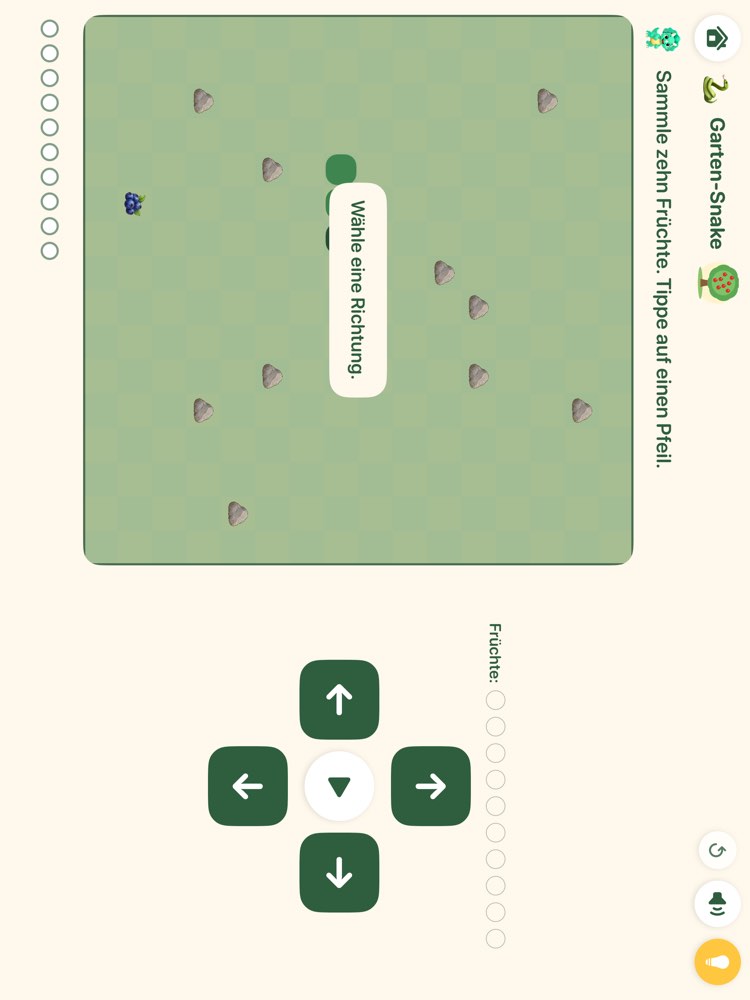 Garten-Snake
Sammle zehn Früchte. Tippe auf einen Pfeil.
Wähle eine Richtung.
Früchte: